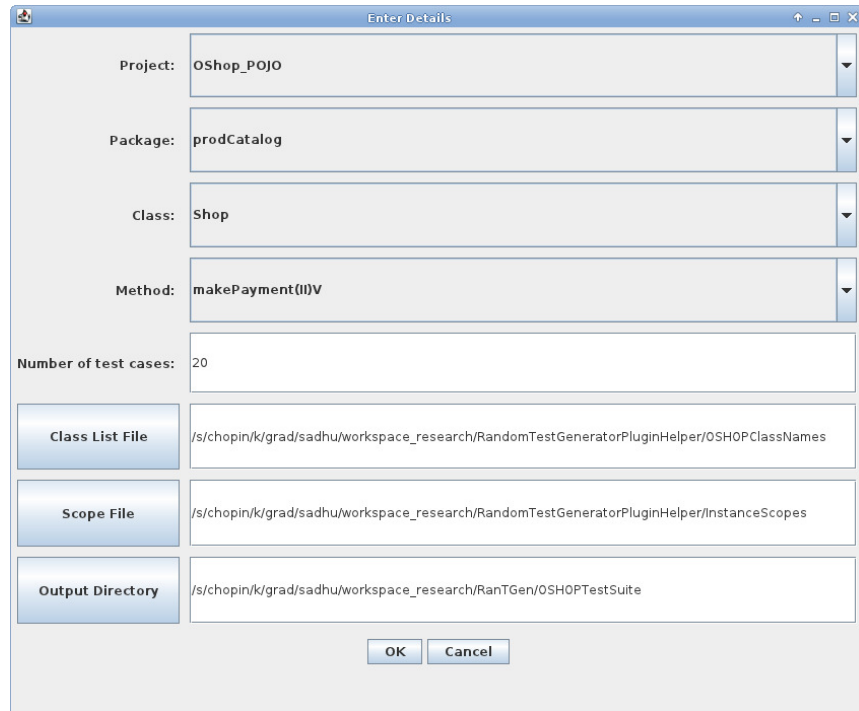 Enter Details
Project: OShop_POJO
Package: prodCatalog
Class: Shop
Method: makePayment(II)V
Number of test cases: 20
Class List File /s/chopin/k/grad/sadhu/workspace_research/RandomTestGeneratorPluginHelper/OSHOPClassNames
Scope File /s/chopin/k/grad/sadhu/workspace_research/RandomTestGeneratorPluginHelper/InstanceScopes
Output Directory /s/chopin/k/grad/sadhu/workspace_research/RanTGen/OSHOPTestSuite
OK Cancel